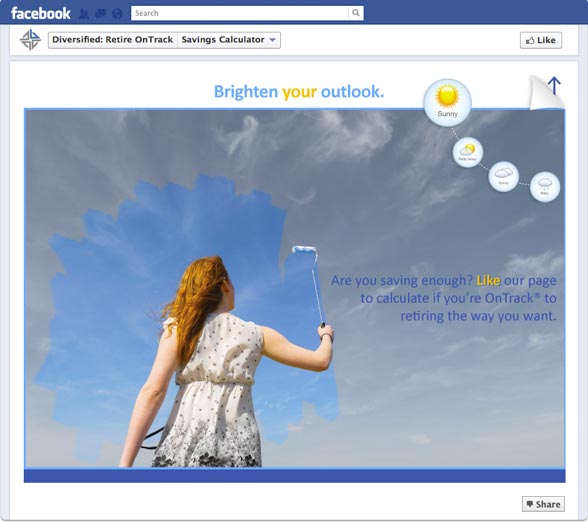 facebook
Search
Diversified: Retire OnTrack
Savings Calculator
Like
Brighten your outlook.
Sunny
Partly Sunny
Cloudy
Rainy
Are you saving enough? Like our page
to calculate if you're OnTrack® to
retiring the way you want.
Share